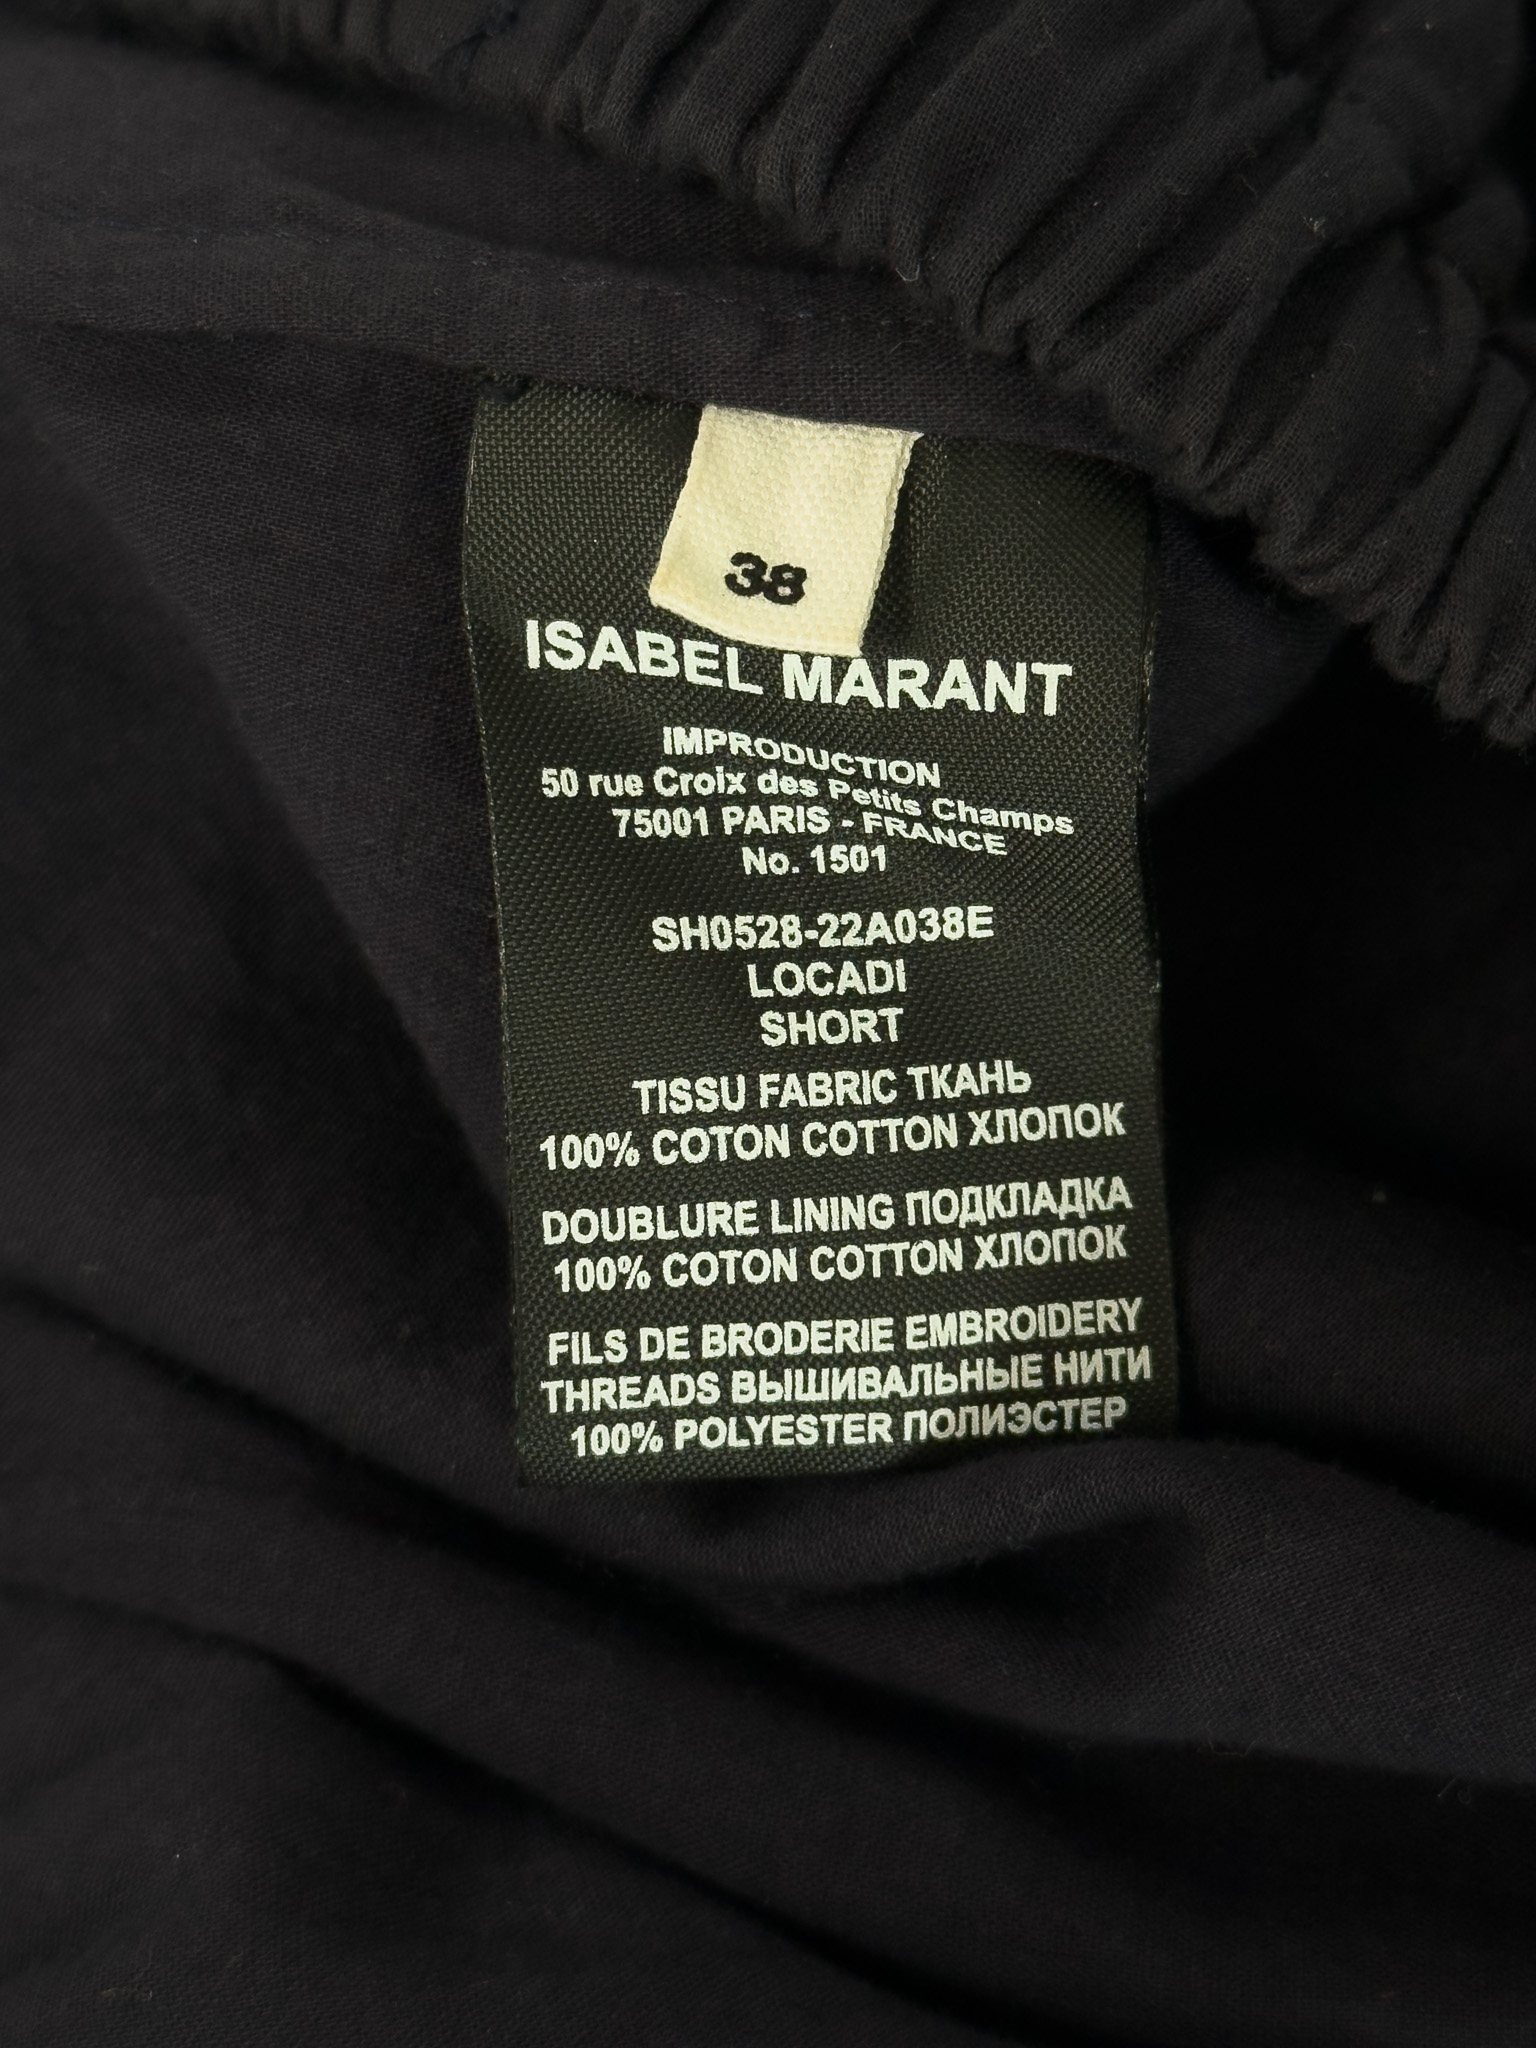 38
ISABEL MARANT
IMPRODUCTION
50 rue Croix des Petits Champs
75001 PARIS - FRANCE
No. 1501
SH0528-22A038E
LOCADI
SHORT
TISSU FABRIC ТКАНЬ
100% COTON COTTON ХЛОПОК
DOUBLURE LINING ПОДКЛАДКА
100% COTON COTTON ХЛОПОК
FILS DE BRODERIE EMBROIDERY
THREADS ВЫШИВАЛЬНЫЕ НИТИ
100% POLYESTER ПОЛИЭСТЕР